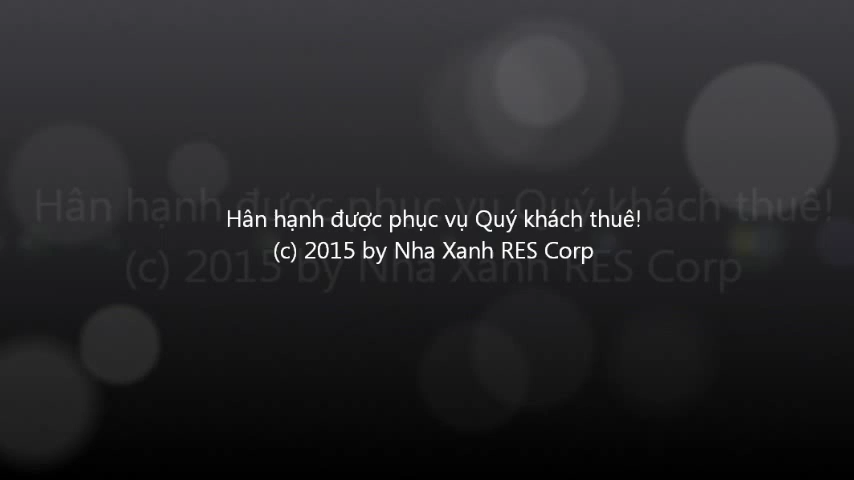 Hân hạnh được phục vụ Quý khách thuê!
(c) 2015 by Nha Xanh RES Corp